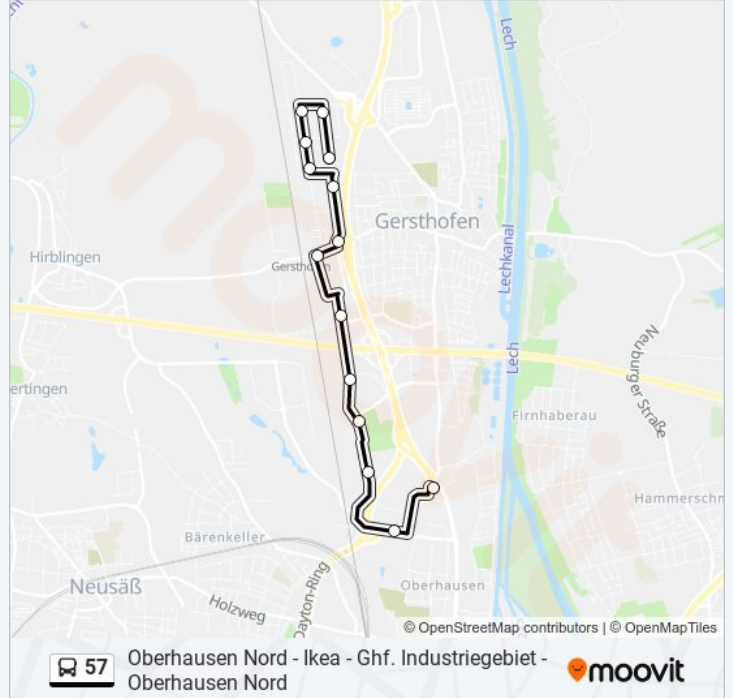 Lech
Gersthofen
Lechkanal
Hirblingen
Lech
Neuburger Straße
ertingen
Firnhaberau
Hammerschm
Bärenkeller
Neusäß
Holzweg
Dayton-Ring
Oberhausen
© OpenStreetMap contributors | © OpenMapTiles
57
Oberhausen Nord - Ikea - Ghf. Industriegebiet -
Oberhausen Nord
moovit